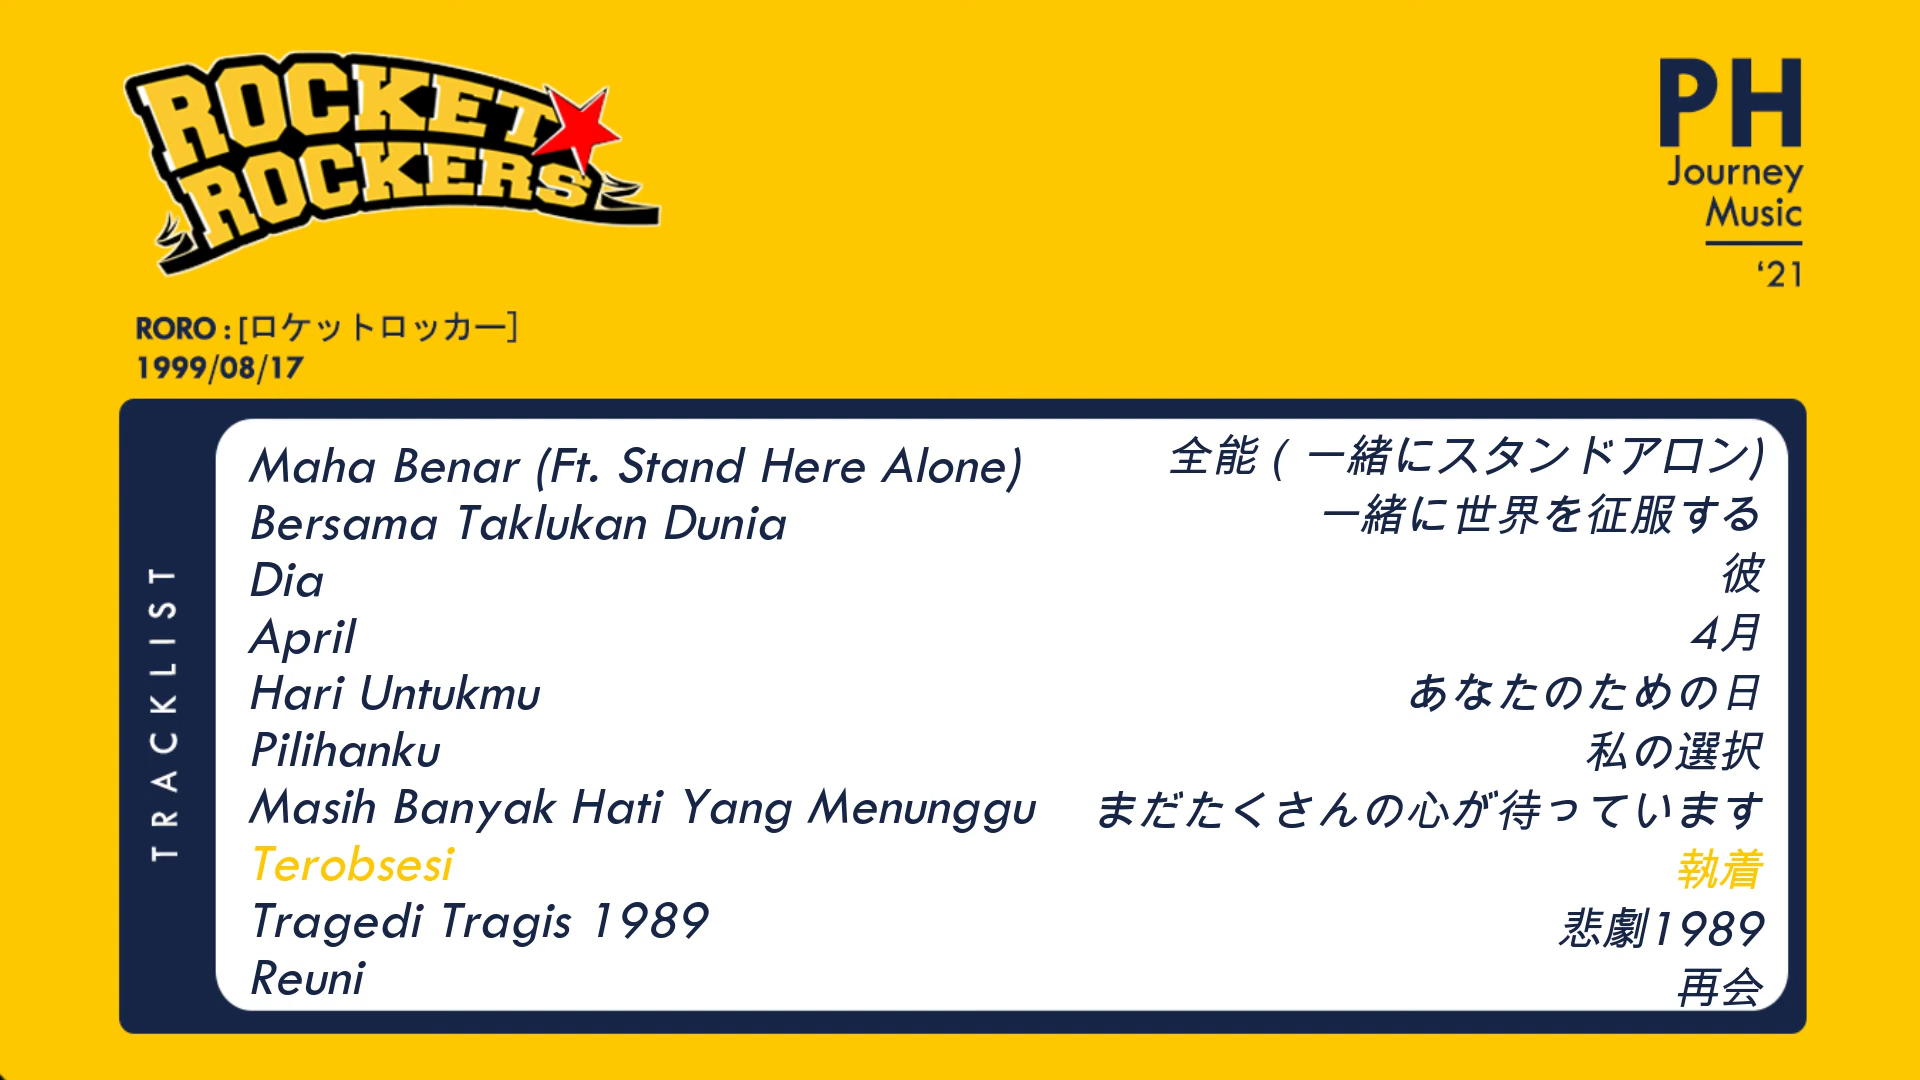 ROCKET
ROCKERS
PH
Journey
Music
‘21
RORO : [ロケットロッカー]
1999/08/17
TRACKLIST
Maha Benar (Ft. Stand Here Alone)
全能 ( 一緒にスタンドアロン)
Bersama Taklukan Dunia
一緒に世界を征服する
Dia
彼
April
4月
Hari Untukmu
あなたのための日
Pilihanku
私の選択
Masih Banyak Hati Yang Menunggu
まだたくさんの心が待っています
Terobsesi
執着
Tragedi Tragis 1989
悲劇1989
Reuni
再会